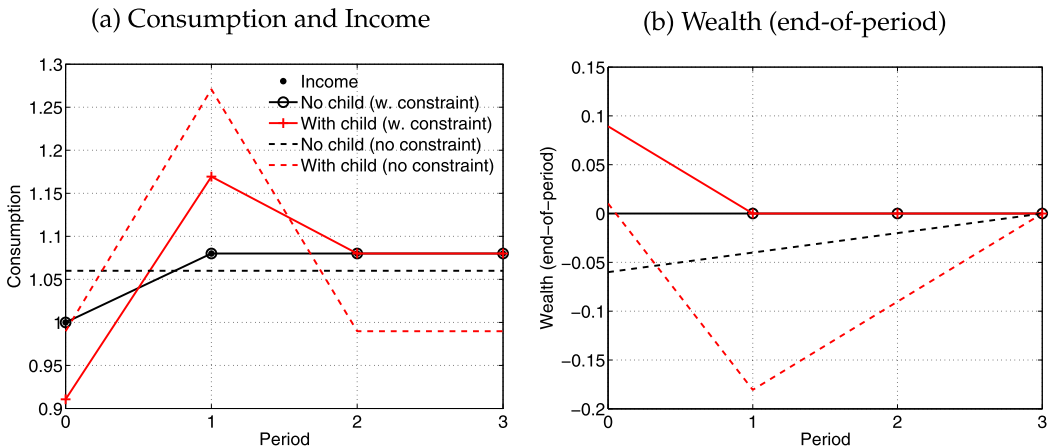 (a) Consumption and Income
1.3
1.25
1.2
1.15
1.1
1.05
1
0.95
0.9
Consumption
Income
No child (w. constraint)
With child (w. constraint)
No child (no constraint)
With child (no constraint)
0 1 2 3
Period
(b) Wealth (end-of-period)
0.15
0.1
0.05
0
−0.05
−0.1
−0.15
−0.2
Wealth (end−of−period)
0 1 2 3
Period